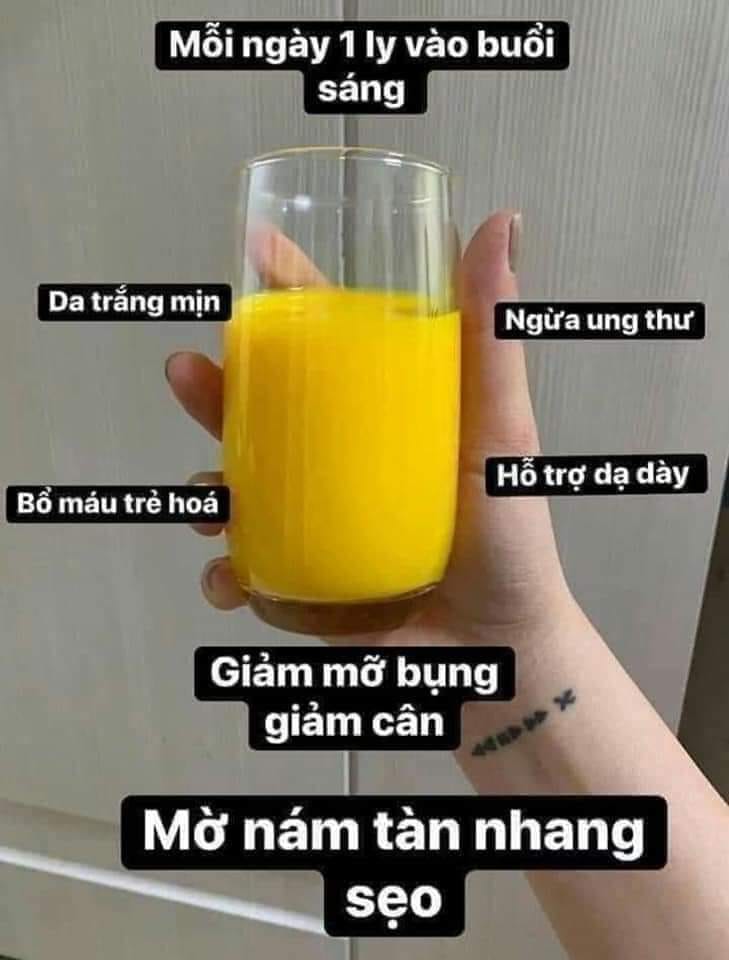 Mỗi ngày 1 ly vào buổi
sáng
Da trắng mịn
Ngừa ung thư
Hỗ trợ dạ dày
Bổ máu trẻ hoá
Giảm mỡ bụng
giảm cân
Mờ nám tàn nhang
sẹo